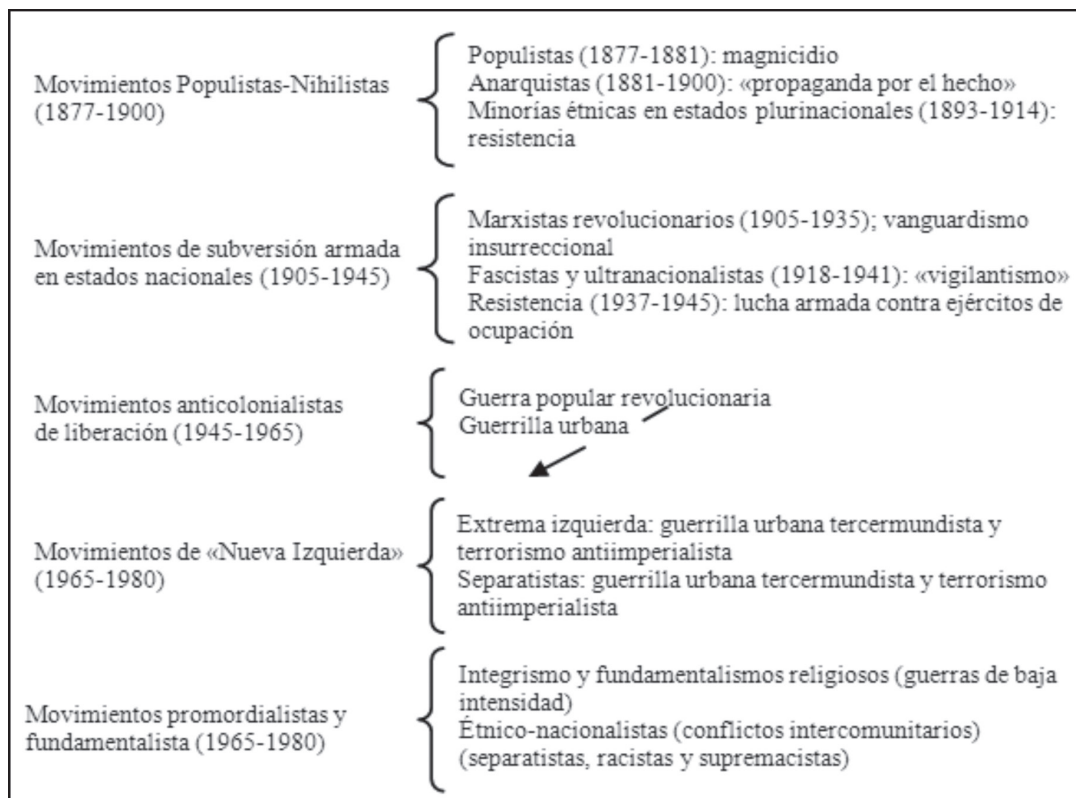 Movimientos Populistas-Nihilistas
(1877-1900)
Populistas (1877-1881): magnicidio
Anarquistas (1881-1900): «propaganda por el hecho»
Minorías étnicas en estados plurinacionales (1893-1914):
resistencia
Movimientos de subversión armada
en estados nacionales (1905-1945)
Marxistas revolucionarios (1905-1935); vanguardismo
insurreccional
Fascistas y ultranacionalistas (1918-1941): «vigilantismo»
Resistencia (1937-1945): lucha armada contra ejércitos de
ocupación
Movimientos anticolonialistas
de liberación (1945-1965)
Guerra popular revolucionaria
Guerrilla urbana
Movimientos de «Nueva Izquierda»
(1965-1980)
Extrema izquierda: guerrilla urbana tercermundista y
terrorismo antiimperialista
Separatistas: guerrilla urbana tercermundista y terrorismo
antiimperialista
Movimientos promordialistas y
fundamentalista (1965-1980)
Integrismo y fundamentalismos religiosos (guerras de baja
intensidad)
Étnico-nacionalistas (conflictos intercomunitarios)
(separatistas, racistas y supremacistas)